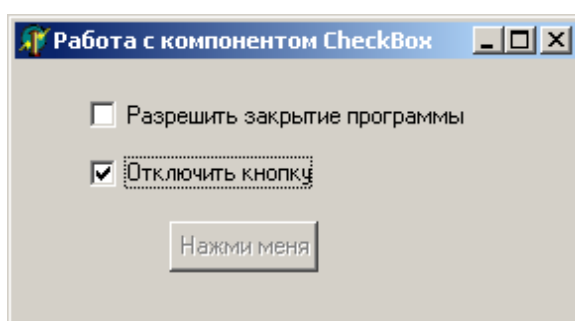 Работа с компонентом CheckBox
Разрешить закрытие программы
Отключить кнопку
Нажми меня